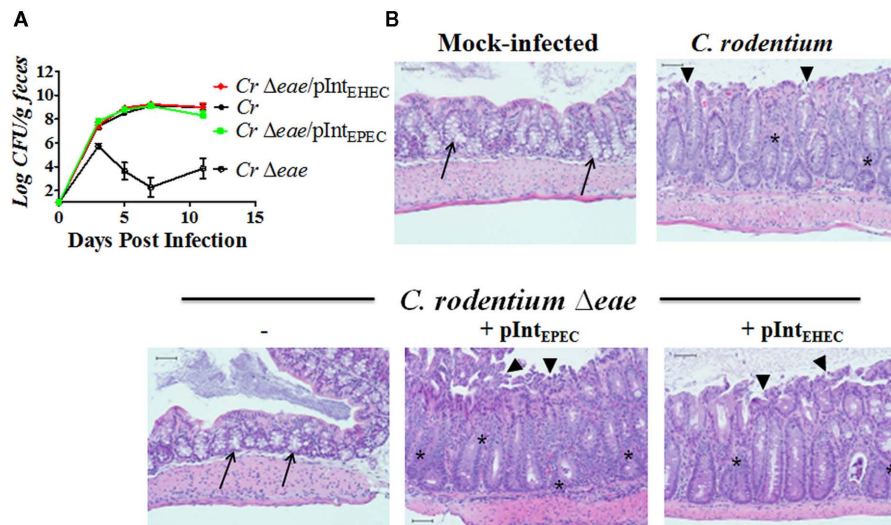 A
B
Log CFU/g feces
12
10
8
6
4
2
0
5
10
15
Days Post Infection
Cr Δeae/pIntEHEC
Cr
Cr Δeae/pIntEPEC
Cr Δeae
Mock-infected
C. rodentium
*
*
C. rodentium Δeae
-
+ pIntEPEC
+ pIntEHEC
* * * *
* *